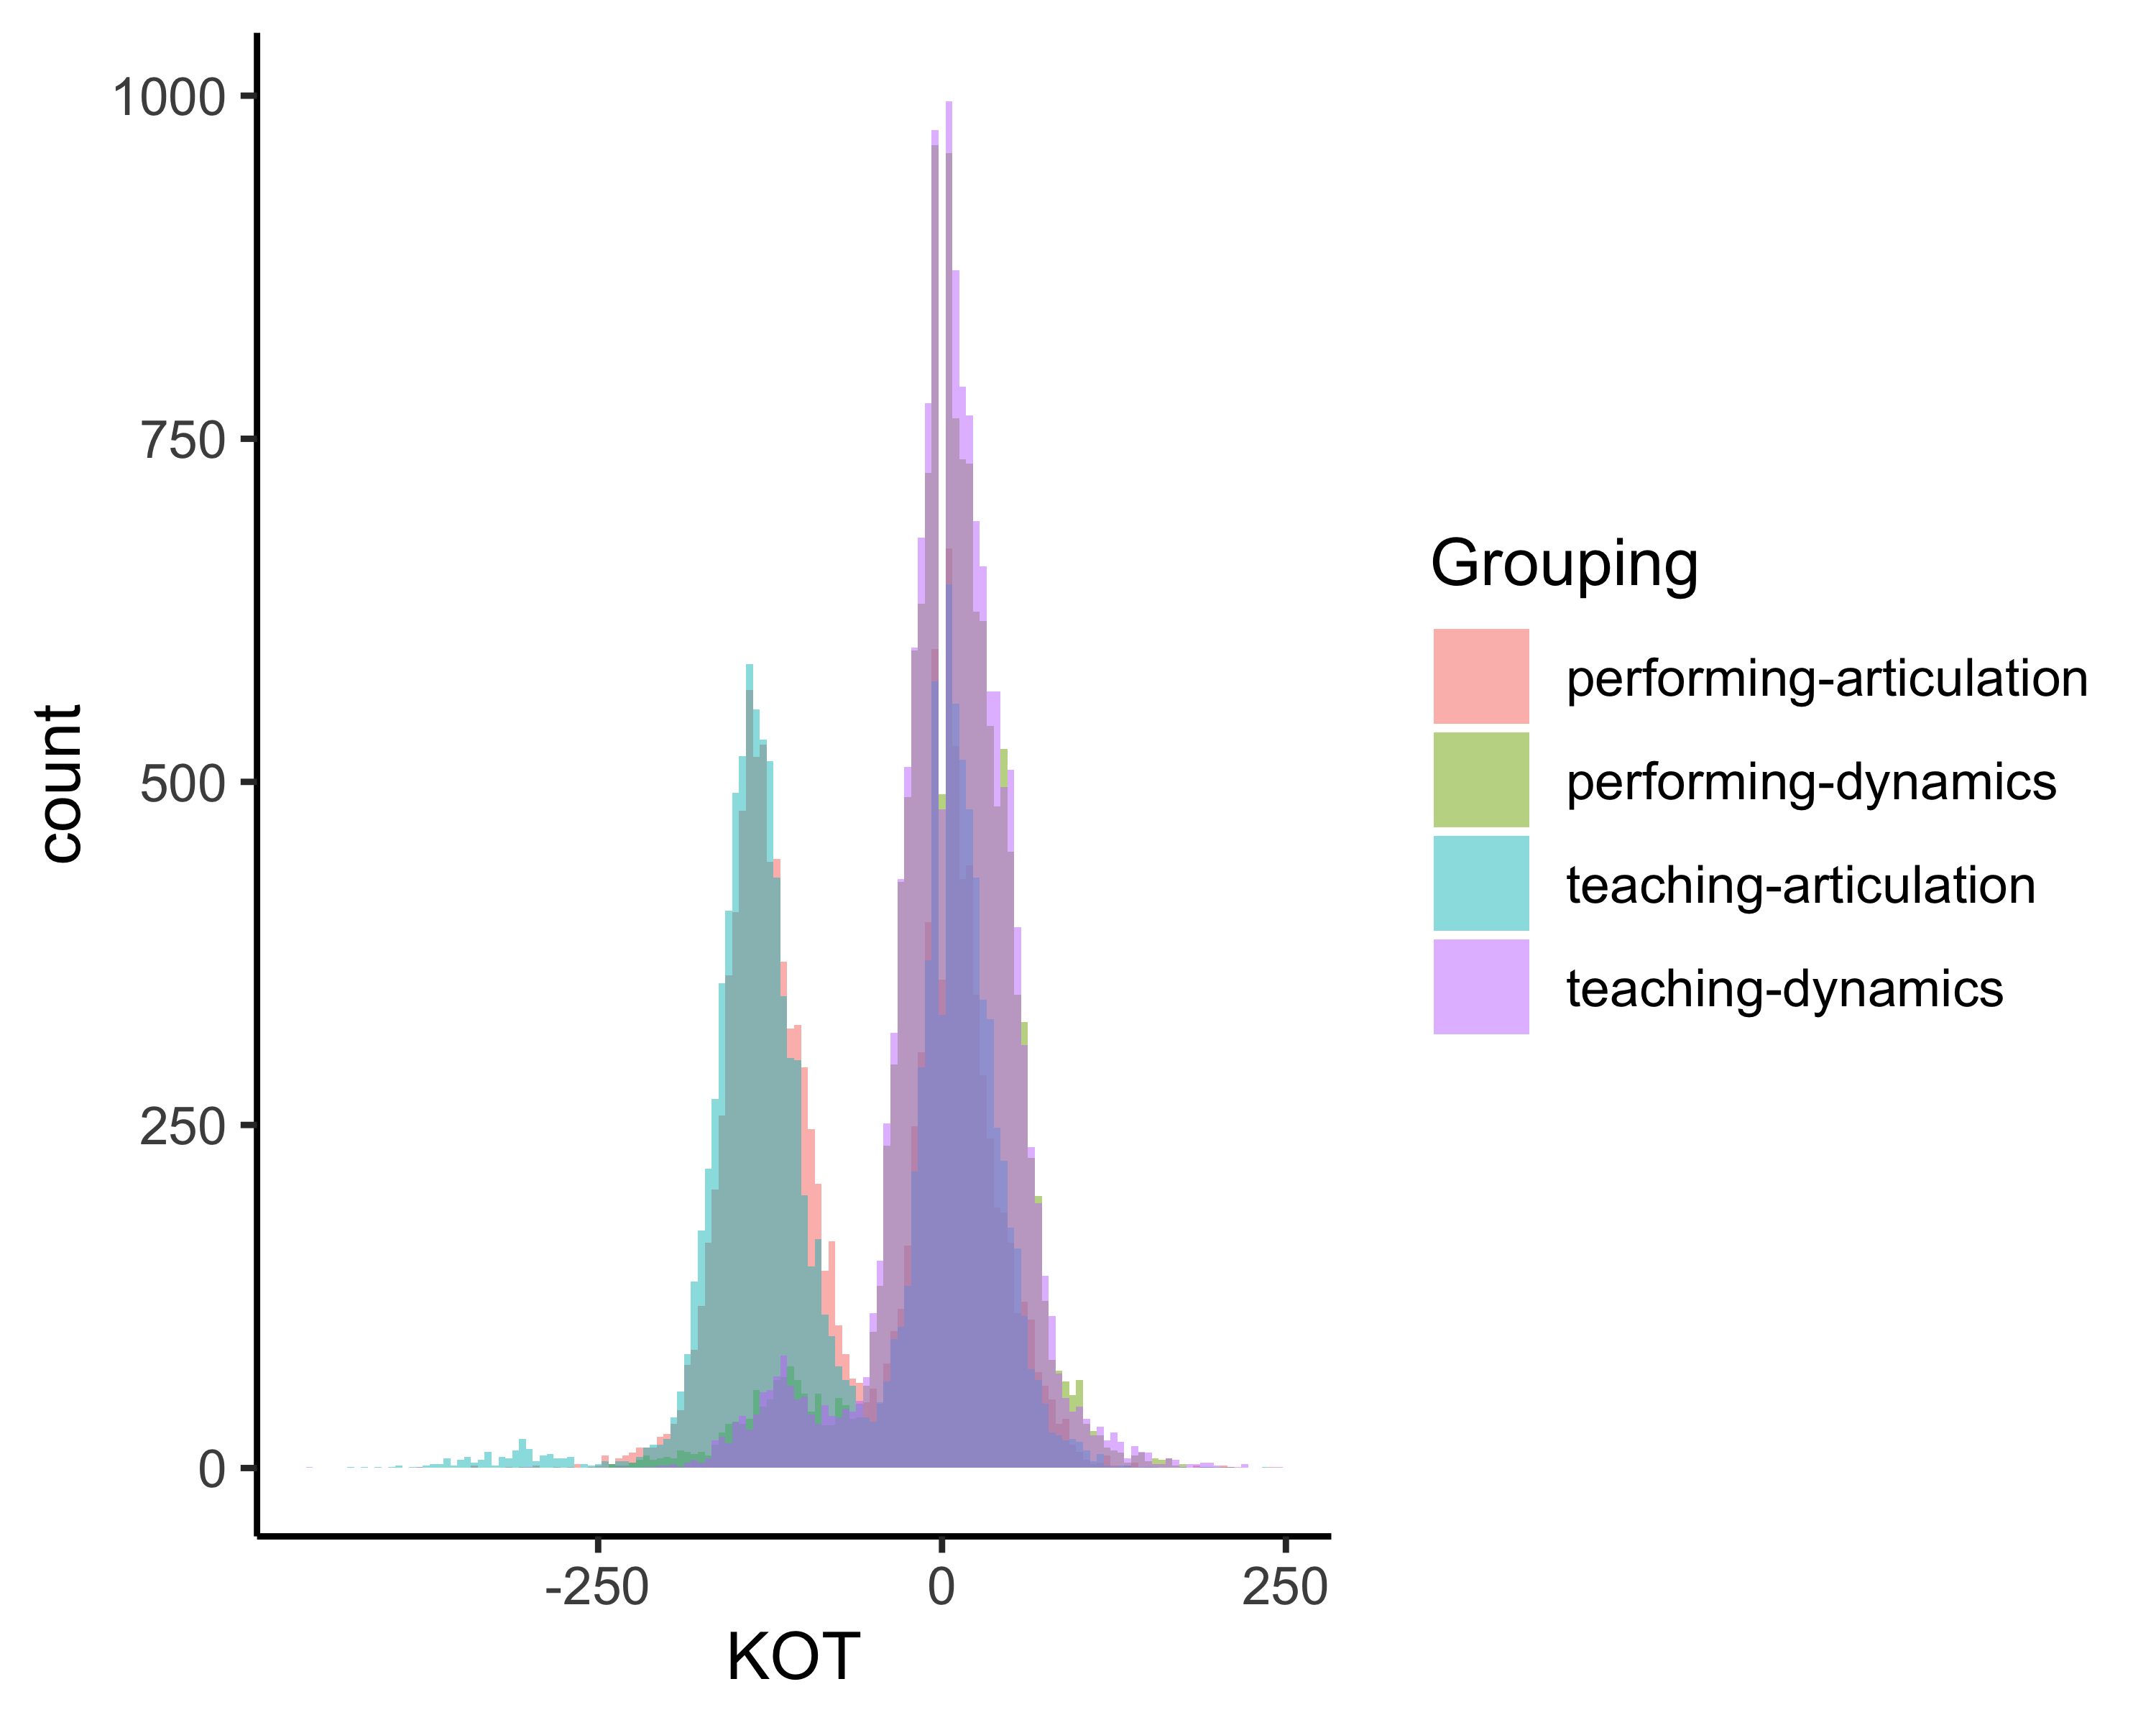 1000
750
500
250
0
count
-250
0
250
KOT
Grouping
performing-articulation
performing-dynamics
teaching-articulation
teaching-dynamics